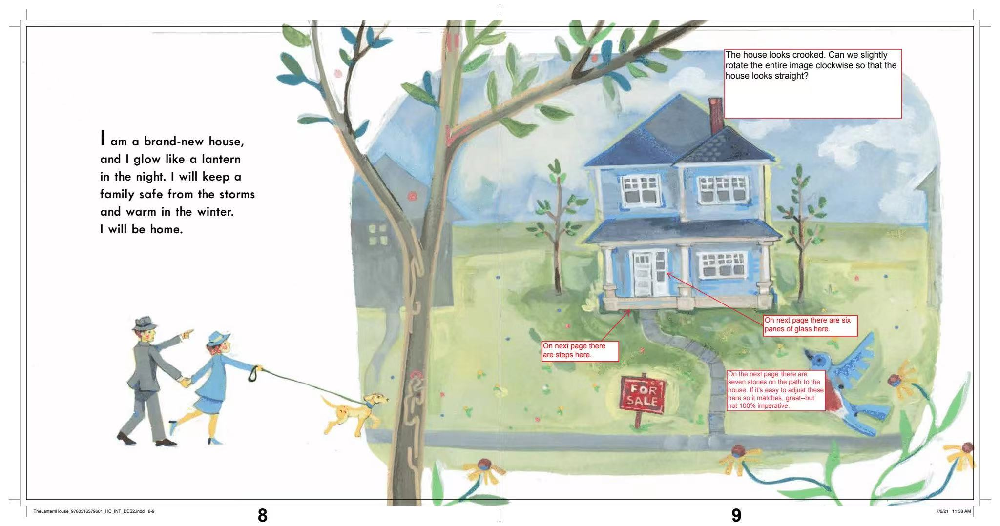 The house looks crooked. Can we slightly
rotate the entire image clockwise so that the
house looks straight?
I am a brand-new house,
and I glow like a lantern
in the night. I will keep a
family safe from the storms
and warm in the winter.
I will be home.
On next page there are six
panes of glass here.
On next page there
are steps here.
On the next page there are
seven stones on the path to the
house. If it's easy to adjust these
here so it matches, great--but
not 100% imperative.
FOR
SALE
TheLanternHouse_9780316379601_HC_INT_DES2.indd 8-9
8
9
7/6/21 11:38 AM